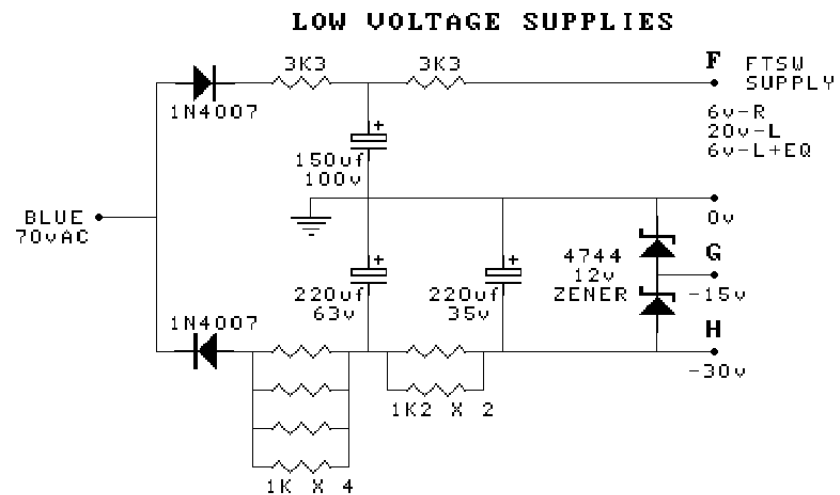 LOW VOLTAGE SUPPLIES
3K3
3K3
F
FTSW
SUPPLY
1N4007
6v-R
20v-L
6v-L+EQ
+
150uf
100v
BLUE
70vAC
0v
G
4744
12v
ZENER
-15v
+
220uf
63v
+
220uf
35v
1N4007
H
-30v
1K2 X 2
1K X 4